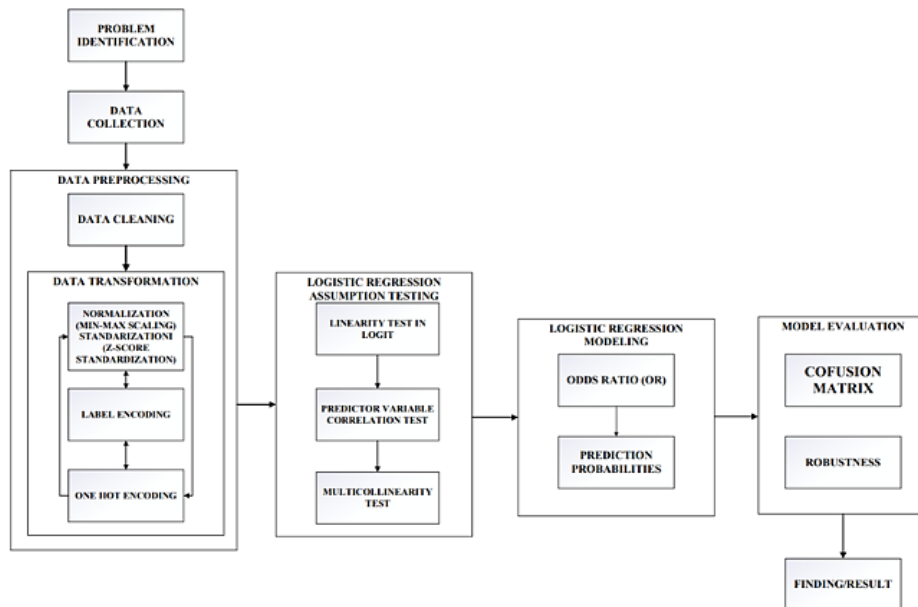 PROBLEM
IDENTIFICATION
DATA
COLLECTION
DATA PREPROCESSING
DATA CLEANING
DATA TRANSFORMATION
NORMALIZATION
(MIN-MAX SCALING)
STANDARIZATIONI
(Z-SCORE
STANDARDIZATION)
LABEL ENCODING
ONE HOT ENCODING
LOGISTIC REGRESSION
ASSUMPTION TESTING
LINEARITY TEST IN
LOGIT
PREDICTOR VARIABLE
CORRELATION TEST
MULTICOLLINEARITY
TEST
LOGISTIC REGRESSION
MODELING
ODDS RATIO (OR)
PREDICTION
PROBABILITIES
MODEL EVALUATION
COFUSION
MATRIX
ROBUSTNESS
FINDING/RESULT